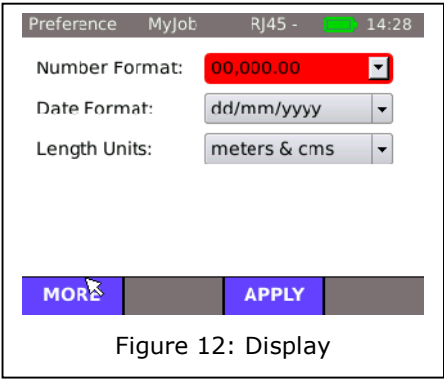 Preference MyJob RJ45 - 14:28
Number Format: 00,000.00
Date Format: dd/mm/yyyy
Length Units: meters & cms
MORE APPLY
Figure 12: Display